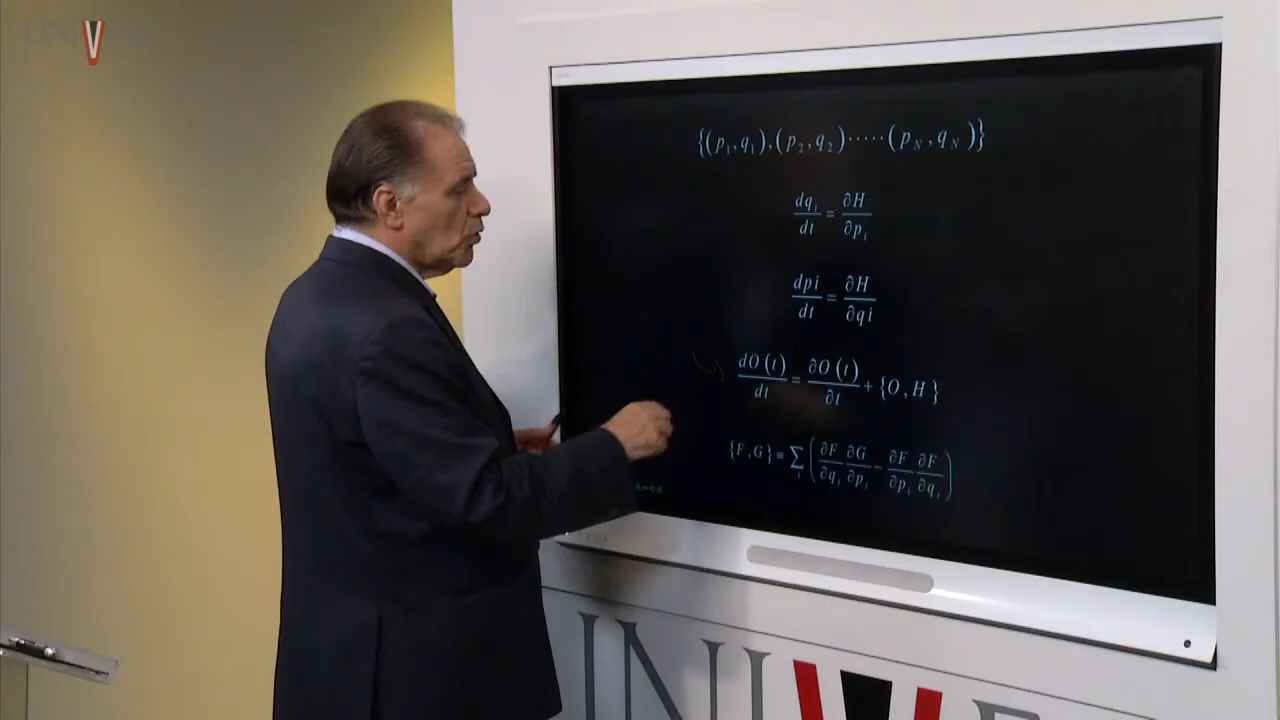 UNIV
{(p₁,q₁),(p₂,q₂)·····(p_N,q_N)}
dq_i/dt = ∂H/∂p_i
dpi/dt = ∂H/∂qi
dO(t)/dt = ∂O(t)/∂t + {O,H}
{F,G} ≡ ∑_i (∂F/∂q_i ∂G/∂p_i − ∂F/∂p_i ∂F/∂q_i)
UNIVE